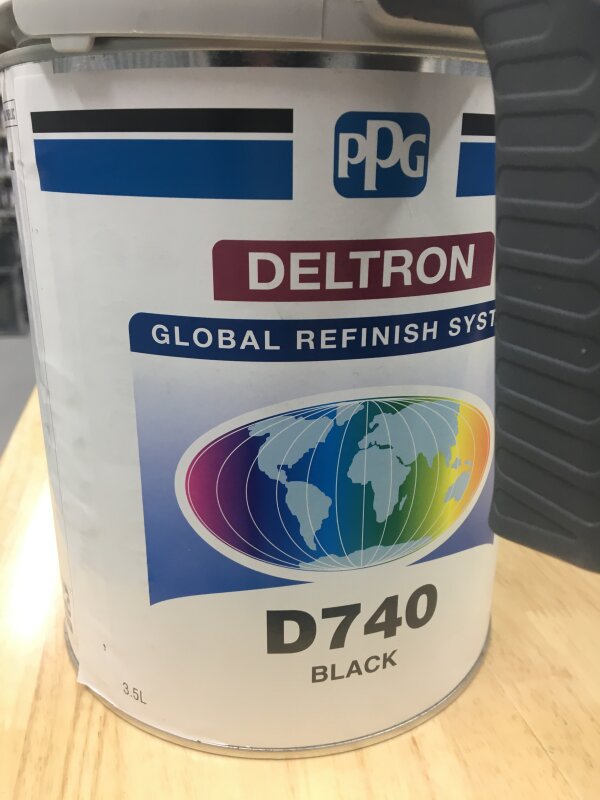 PPG
DELTRON
GLOBAL REFINISH SYST
D740
BLACK
3.5L